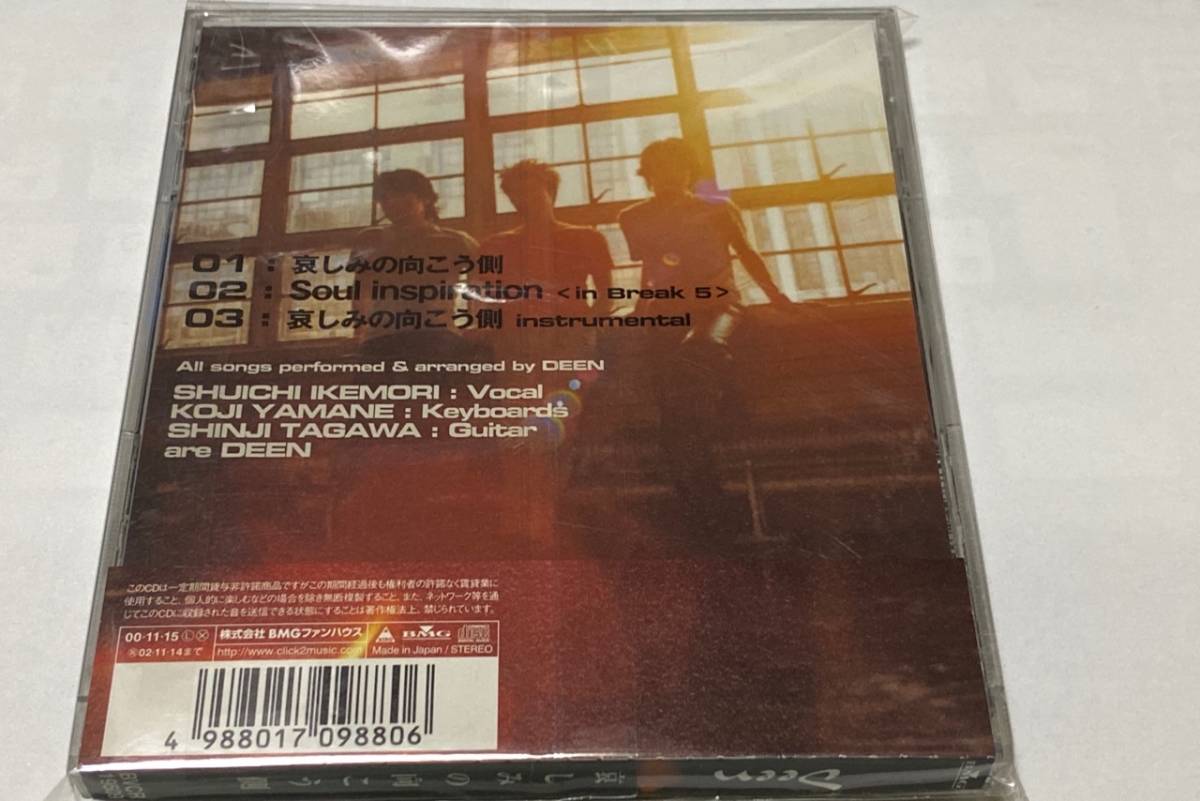 01 : 哀しみの向こう側
02 : Soul inspiration <in Break 5>
03 : 哀しみの向こう側 instrumental
All songs performed & arranged by DEEN
SHUICHI IKEMORI : Vocal
KOJI YAMANE : Keyboards
SHINJI TAGAWA : Guitar
are DEEN
このCDは一定期間貸与非許諾商品ですがこの期間経過後も権利者の許諾なく賃貸業に
使用すること、個人的に楽しむなどの場合を除き無断複製すること、また、ネットワーク等を通
じてこのCDに収録された音を送信できる状態にすることは著作権法上、禁じられています。
00・11・15 Ⓛ Ⓧ 株式会社 BMGファンハウス BMG
02・11・14まで http://www.click2music.com Made in Japan / STEREO
4 988017 098806
哀しみの向こう側 哀しみの向こう側 Deen